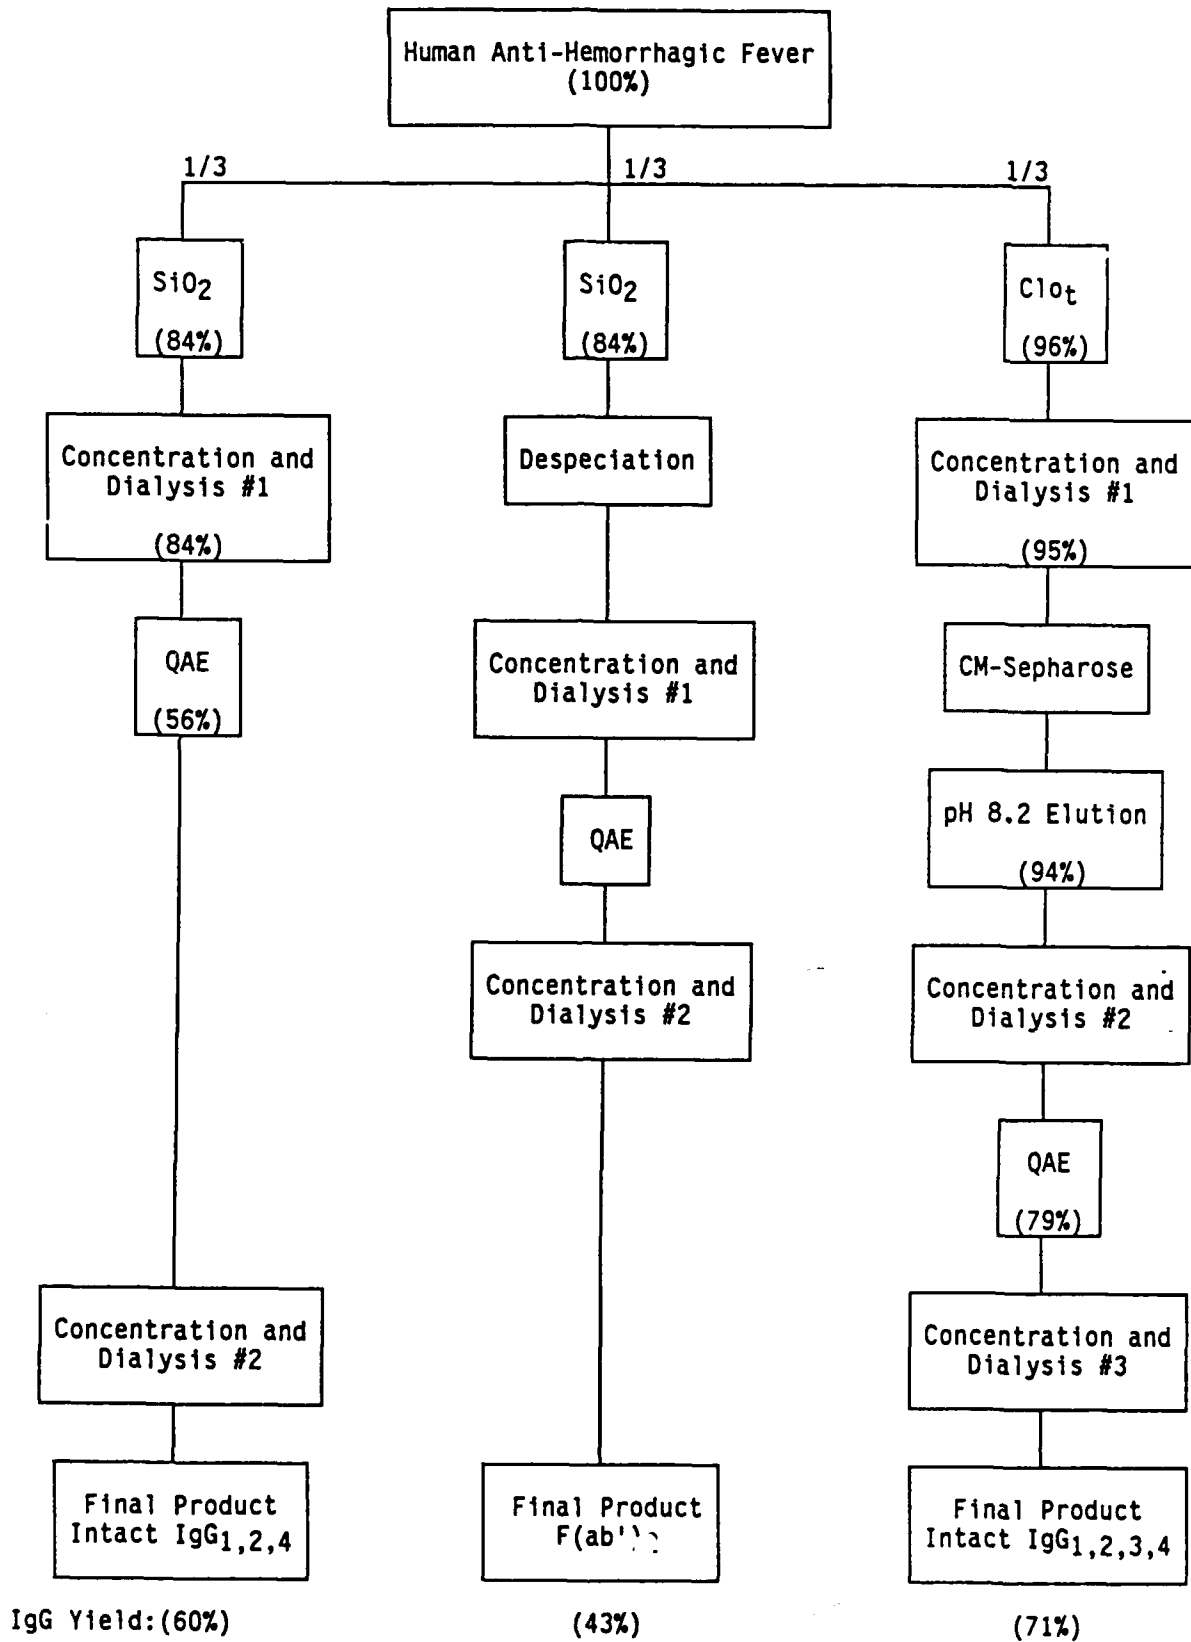 Human Anti-Hemorrhagic Fever
(100%)
1/3
1/3
1/3
SiO2
(84%)
SiO2
(84%)
Clot
(96%)
Concentration and
Dialysis #1
(84%)
Despeciation
Concentration and
Dialysis #1
(95%)
QAE
(56%)
Concentration and
Dialysis #1
CM-Sepharose
QAE
pH 8.2 Elution
(94%)
Concentration and
Dialysis #2
Concentration and
Dialysis #2
QAE
(79%)
Concentration and
Dialysis #2
Concentration and
Dialysis #3
Final Product
Intact IgG1,2,4
Final Product
F(ab')2
Final Product
Intact IgG1,2,3,4
IgG Yield:(60%)
(43%)
(71%)